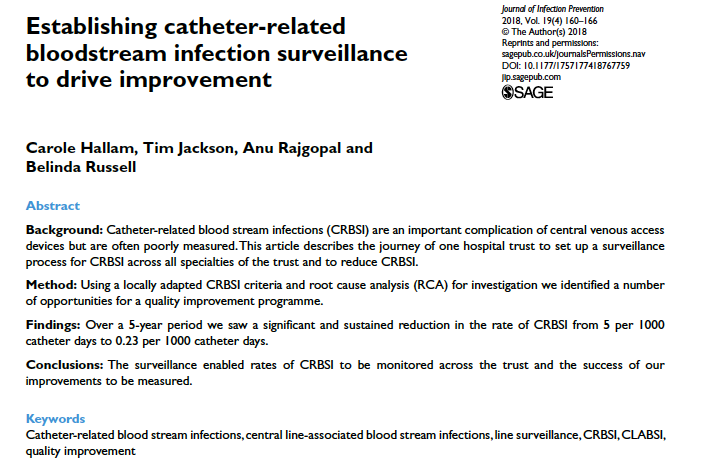 Establishing catheter-related
bloodstream infection surveillance
to drive improvement
Journal of Infection Prevention
2018, Vol. 19(4) 160–166
© The Author(s) 2018
Reprints and permissions:
sagepub.co.uk/journalsPermissions.nav
DOI: 10.1177/1757177418767759
jip.sagepub.com
SAGE
Carole Hallam, Tim Jackson, Anu Rajgopal and
Belinda Russell
Abstract
Background: Catheter-related blood stream infections (CRBSI) are an important complication of central venous access
devices but are often poorly measured. This article describes the journey of one hospital trust to set up a surveillance
process for CRBSI across all specialties of the trust and to reduce CRBSI.
Method: Using a locally adapted CRBSI criteria and root cause analysis (RCA) for investigation we identified a number
of opportunities for a quality improvement programme.
Findings: Over a 5-year period we saw a significant and sustained reduction in the rate of CRBSI from 5 per 1000
catheter days to 0.23 per 1000 catheter days.
Conclusions: The surveillance enabled rates of CRBSI to be monitored across the trust and the success of our
improvements to be measured.
Keywords
Catheter-related blood stream infections, central line-associated blood stream infections, line surveillance, CRBSI, CLABSI,
quality improvement